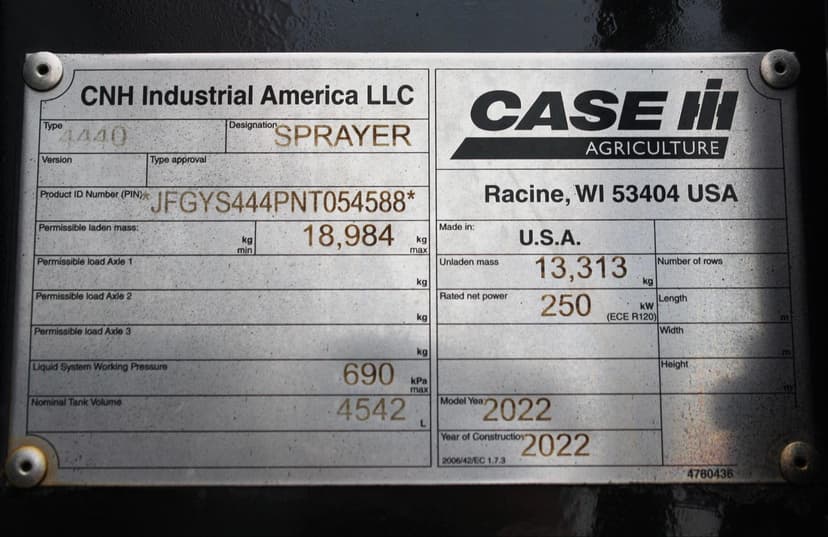 CNH Industrial America LLC
Type
4440
Designation
SPRAYER
Version
Type approval
Product ID Number (PIN)
*JFGYS444PNT054588*
Permissible laden mass:
kg
min
18,984
kg
max
Permissible load Axle 1
kg
Permissible load Axle 2
kg
Permissible load Axle 3
kg
Liquid System Working Pressure
690
kPa
max
Nominal Tank Volume
4542
L
CASE IH
AGRICULTURE
Racine, WI 53404 USA
Made in:
U.S.A.
Unladen mass
13,313
kg
Number of rows
Rated net power
250
kW
(ECE R120)
Length
m
Width
m
Height
m
Model Year
2022
Year of Construction
2022
2006/42/EC 1.7.3
4780436